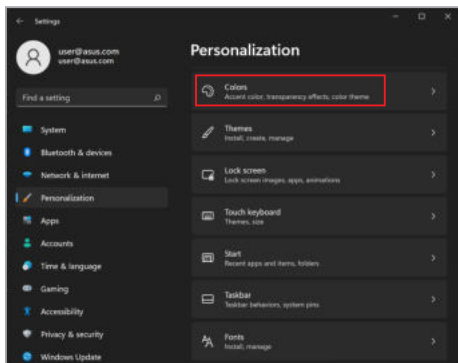 Settings
user@asus.com
user@asus.com
Find a setting
System
Bluetooth & devices
Network & internet
Personalization
Apps
Accounts
Time & language
Gaming
Accessibility
Privacy & security
Windows Update
Personalization
Colors
Accent color, transparency effects, color theme
Themes
Install, create, manage
Lock screen
Lock screen images, apps, animations
Touch keyboard
Themes, size
Start
Recent apps and items, folders
Taskbar
Taskbar behaviors, system pins
Fonts
Install, manage